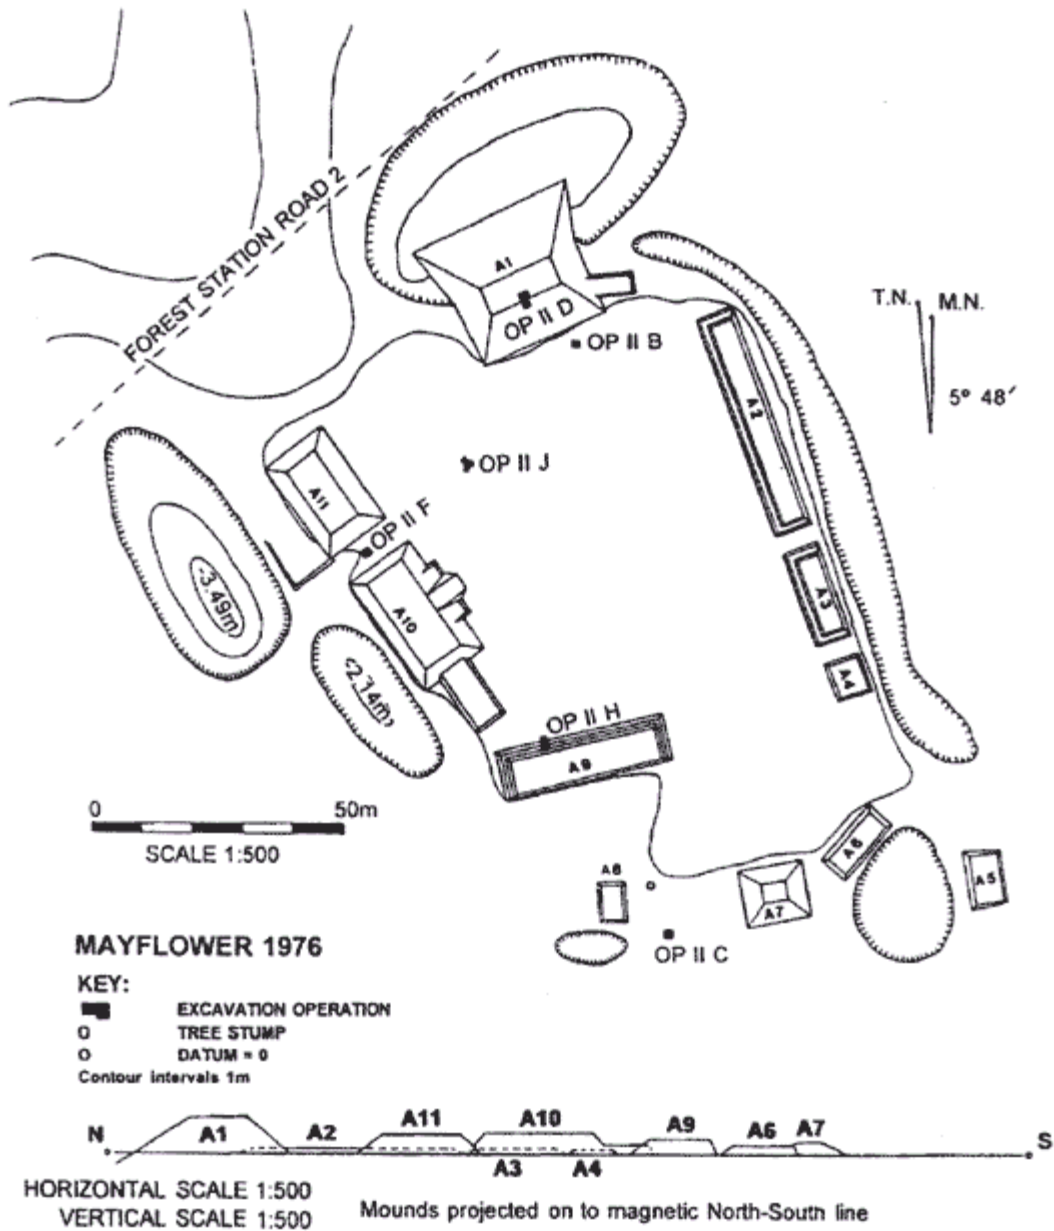 FOREST STATION ROAD 2
A1
OP II D
OP II B
T.N. M.N.
5° 48′
A2
OP II J
A11
OP II F
A3
-3.49m
A10
A4
-2.14m
OP II H
A9
0 50m
SCALE 1:500
A6
A8
A5
A7
OP II C
MAYFLOWER 1976
KEY:
EXCAVATION OPERATION
TREE STUMP
DATUM = 0
Contour intervals 1m
N A1 A2 A11 A10 A9 A6 A7 S
A3 A4
HORIZONTAL SCALE 1:500
VERTICAL SCALE 1:500
Mounds projected on to magnetic North-South line